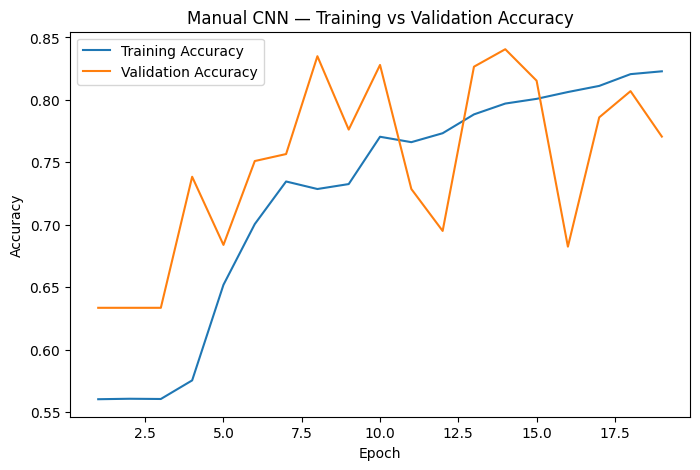 Manual CNN — Training vs Validation Accuracy
Training Accuracy
Validation Accuracy
Accuracy
0.85
0.80
0.75
0.70
0.65
0.60
0.55
2.5 5.0 7.5 10.0 12.5 15.0 17.5
Epoch